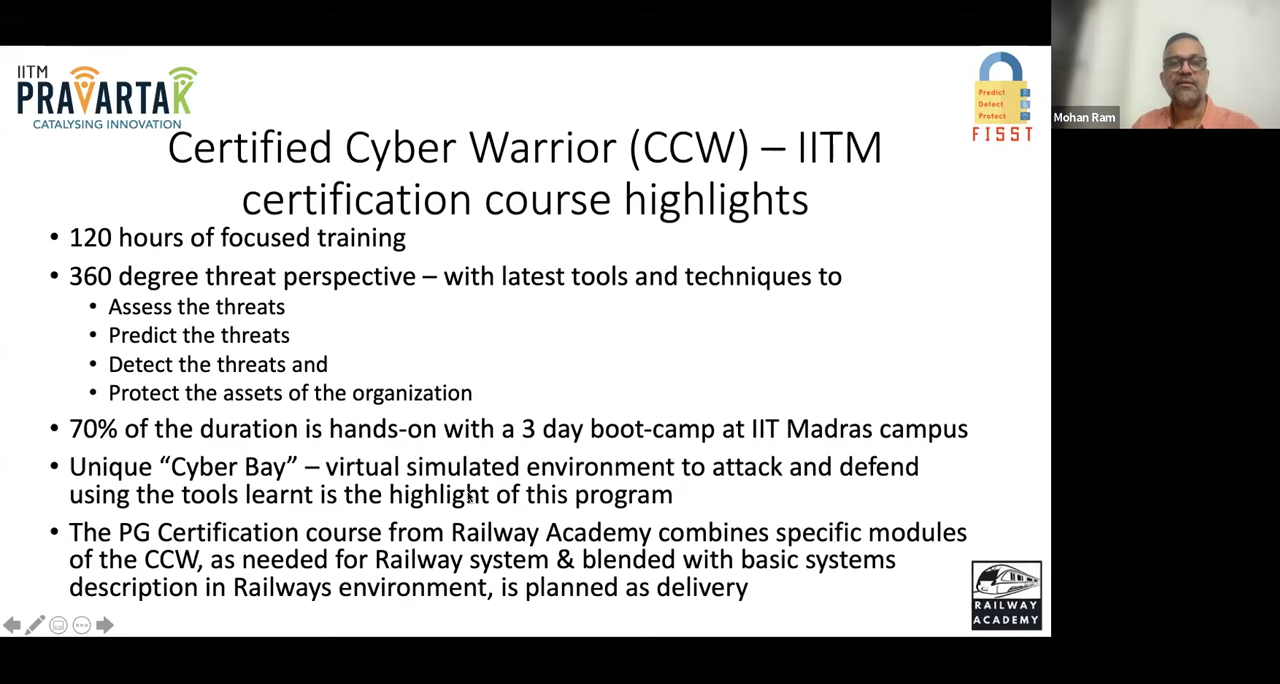 IITM
PRAVARTAK
CATALYSING INNOVATION
Predict
Detect
Protect
FISST
Mohan Ram
Certified Cyber Warrior (CCW) – IITM
certification course highlights
• 120 hours of focused training
• 360 degree threat perspective – with latest tools and techniques to
• Assess the threats
• Predict the threats
• Detect the threats and
• Protect the assets of the organization
• 70% of the duration is hands-on with a 3 day boot-camp at IIT Madras campus
• Unique “Cyber Bay” – virtual simulated environment to attack and defend
using the tools learnt is the highlight of this program
• The PG Certification course from Railway Academy combines specific modules
of the CCW, as needed for Railway system & blended with basic systems
description in Railways environment, is planned as delivery
RAILWAY
ACADEMY